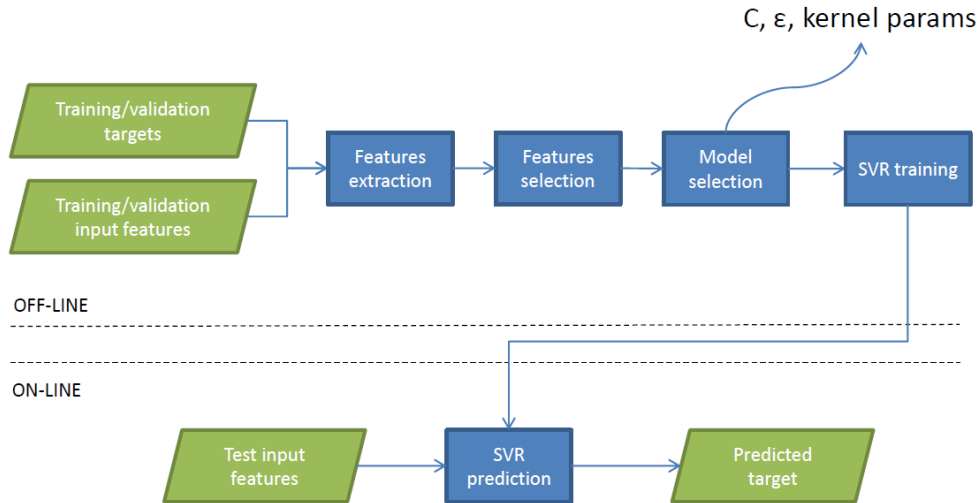 C, ε, kernel params
Training/validation
targets
Training/validation
input features
Features
extraction
Features
selection
Model
selection
SVR training
OFF-LINE
ON-LINE
Test input
features
SVR
prediction
Predicted
target